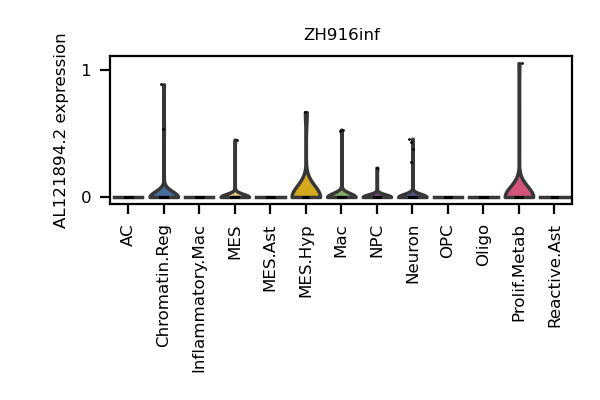 ZH916inf
AL121894.2 expression
1
0
AC
Chromatin.Reg
Inflammatory.Mac
MES
MES.Ast
MES.Hyp
Mac
NPC
Neuron
OPC
Oligo
Prolif.Metab
Reactive.Ast